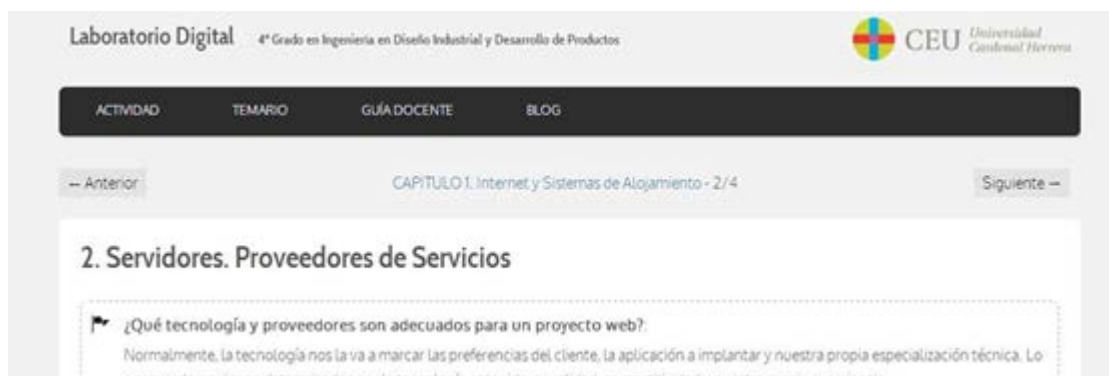 Laboratorio Digital 4º Grado en Ingeniería en Diseño Industrial y Desarrollo de Productos
CEU Universidad
Cardenal Herrera
ACTIVIDAD TEMARIO GUÍA DOCENTE BLOG
← Anterior CAPÍTULO 1. Internet y Sistemas de Alojamiento - 2/4 Siguiente →
2. Servidores. Proveedores de Servicios
¿Qué tecnología y proveedores son adecuados para un proyecto web?:
Normalmente, la tecnología nos la va a marcar las preferencias del cliente, la aplicación a implantar y nuestra propia especialización técnica. Lo